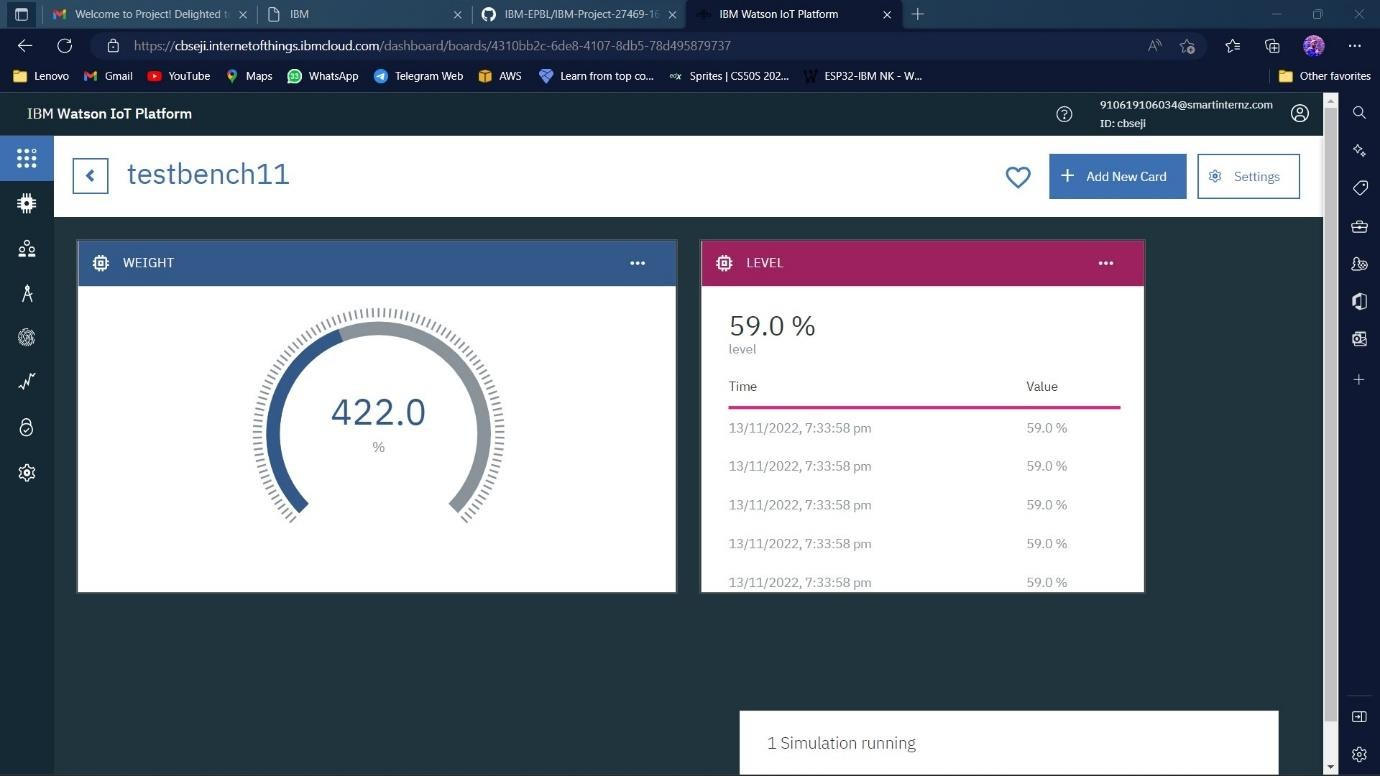 Welcome to Project! Delighted to
IBM
IBM-EPBL/IBM-Project-27469-16
IBM Watson IoT Platform
https://cbseji.internetofthings.ibmcloud.com/dashboard/boards/4310bb2c-6de8-4107-8db5-78d495879737
Lenovo
Gmail
YouTube
Maps
WhatsApp
Telegram Web
AWS
Learn from top co...
Sprites | CS50S 202...
ESP32-IBM NK - W...
Other favorites
IBM Watson IoT Platform
910619106034@smartinternz.com
ID: cbseji
testbench11
Add New Card
Settings
WEIGHT
LEVEL
422.0
%
59.0 %
level
Time Value
13/11/2022, 7:33:58 pm 59.0 %
13/11/2022, 7:33:58 pm 59.0 %
13/11/2022, 7:33:58 pm 59.0 %
13/11/2022, 7:33:58 pm 59.0 %
13/11/2022, 7:33:58 pm 59.0 %
1 Simulation running